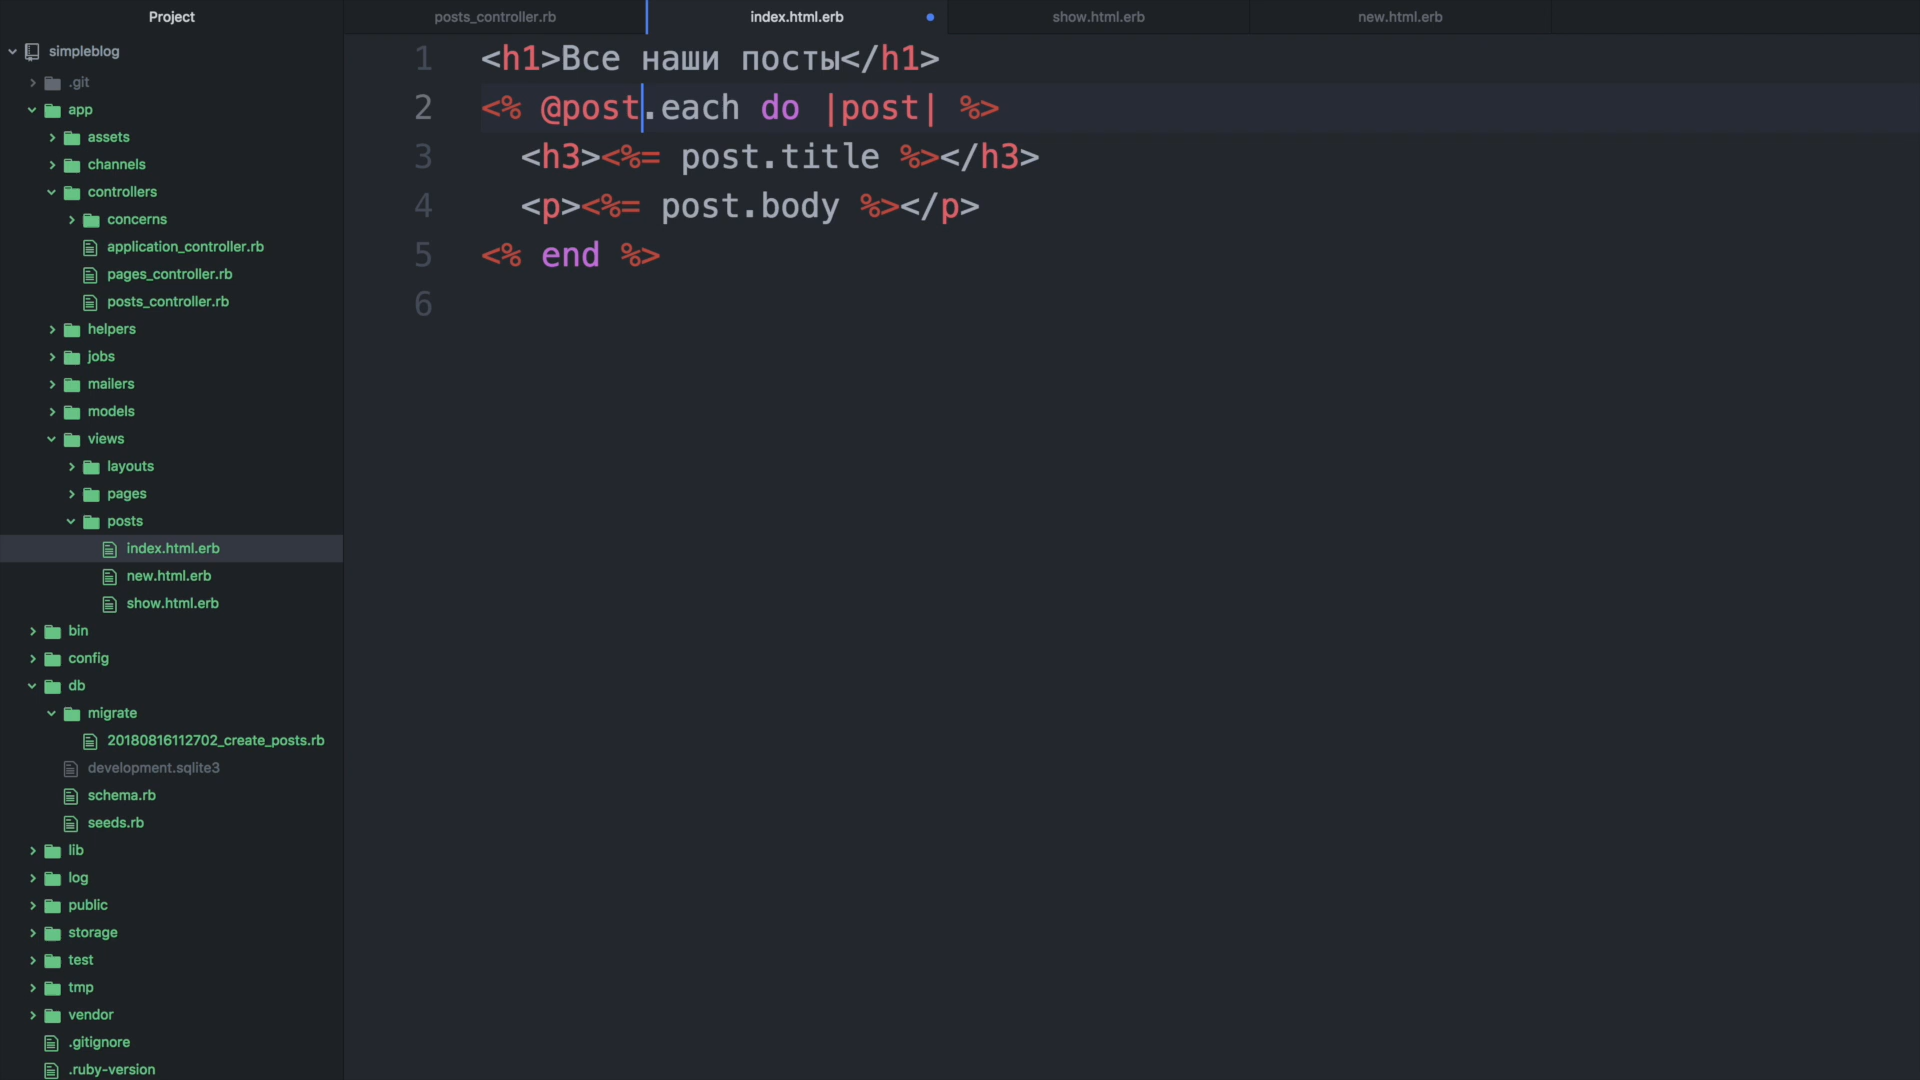 Project
simpleblog
.git
app
assets
channels
controllers
concerns
application_controller.rb
pages_controller.rb
posts_controller.rb
helpers
jobs
mailers
models
views
layouts
pages
posts
index.html.erb
new.html.erb
show.html.erb
bin
config
db
migrate
20180816112702_create_posts.rb
development.sqlite3
schema.rb
seeds.rb
lib
log
public
storage
test
tmp
vendor
.gitignore
.ruby-version
posts_controller.rb
index.html.erb
show.html.erb
new.html.erb
1 <h1>Все наши посты</h1>
2 <% @post.each do |post| %>
3 <h3><%= post.title %></h3>
4 <p><%= post.body %></p>
5 <% end %>
6